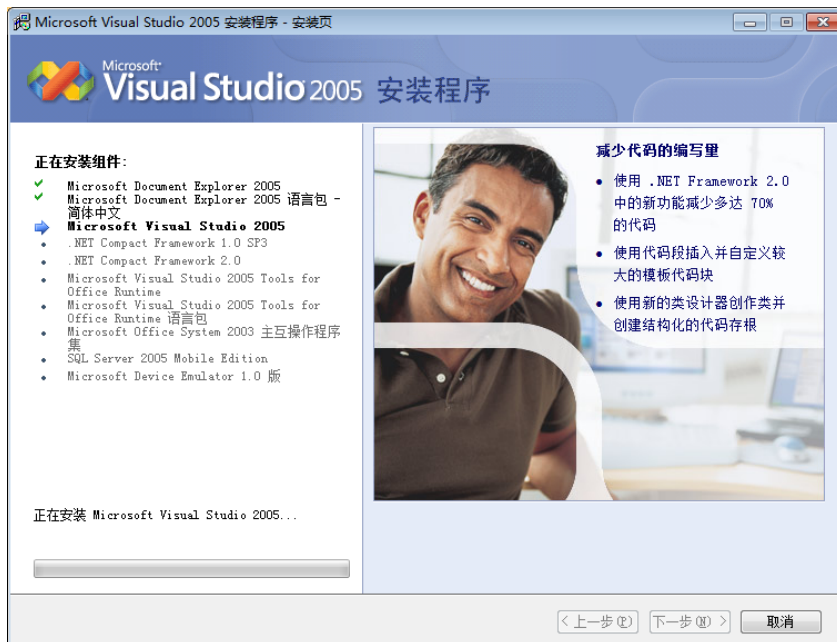 Microsoft Visual Studio 2005 安装程序 - 安装页
Microsoft
Visual Studio 2005 安装程序
正在安装组件:
Microsoft Document Explorer 2005
Microsoft Document Explorer 2005 语言包 -
简体中文
Microsoft Visual Studio 2005
.NET Compact Framework 1.0 SP3
.NET Compact Framework 2.0
Microsoft Visual Studio 2005 Tools for
Office Runtime
Microsoft Visual Studio 2005 Tools for
Office Runtime 语言包
Microsoft Office System 2003 主互操作程序
集
SQL Server 2005 Mobile Edition
Microsoft Device Emulator 1.0 版
正在安装 Microsoft Visual Studio 2005...
减少代码的编写量
• 使用 .NET Framework 2.0
中的新功能减少多达 70%
的代码
• 使用代码段插入并自定义较
大的模板代码块
• 使用新的类设计器创作类并
创建结构化的代码存根
< 上一步(P)
下一步(N) >
取消